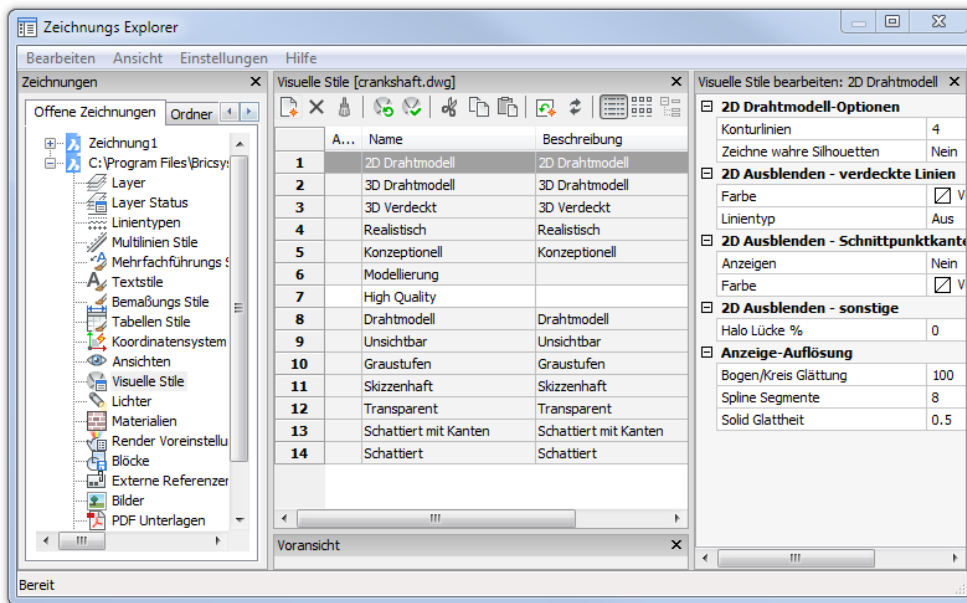 Zeichnungs Explorer
Bearbeiten Ansicht Einstellungen Hilfe
Zeichnungen
Offene Zeichnungen Ordner
Zeichnung1
C:\Program Files\Bricsys
Layer
Layer Status
Linientypen
Multilinien Stile
Mehrfachführungs S
Textstile
Bemaßungs Stile
Tabellen Stile
Koordinatensystem
Ansichten
Visuelle Stile
Lichter
Materialien
Render Voreinstellu
Blöcke
Externe Referenzen
Bilder
PDF Unterlagen
Visuelle Stile [crankshaft.dwg]
A... Name Beschreibung
1 2D Drahtmodell 2D Drahtmodell
2 3D Drahtmodell 3D Drahtmodell
3 3D Verdeckt 3D Verdeckt
4 Realistisch Realistisch
5 Konzeptionell Konzeptionell
6 Modellierung
7 High Quality
8 Drahtmodell Drahtmodell
9 Unsichtbar Unsichtbar
10 Graustufen Graustufen
11 Skizzenhaft Skizzenhaft
12 Transparent Transparent
13 Schattiert mit Kanten Schattiert mit Kanten
14 Schattiert Schattiert
Voransicht
Visuelle Stile bearbeiten: 2D Drahtmodell
2D Drahtmodell-Optionen
Konturlinien 4
Zeichne wahre Silhouetten Nein
2D Ausblenden - verdeckte Linien
Farbe V
Linientyp Aus
2D Ausblenden - Schnittpunktkante
Anzeigen Nein
Farbe V
2D Ausblenden - sonstige
Halo Lücke % 0
Anzeige-Auflösung
Bogen/Kreis Glättung 100
Spline Segmente 8
Solid Glattheit 0.5
Bereit